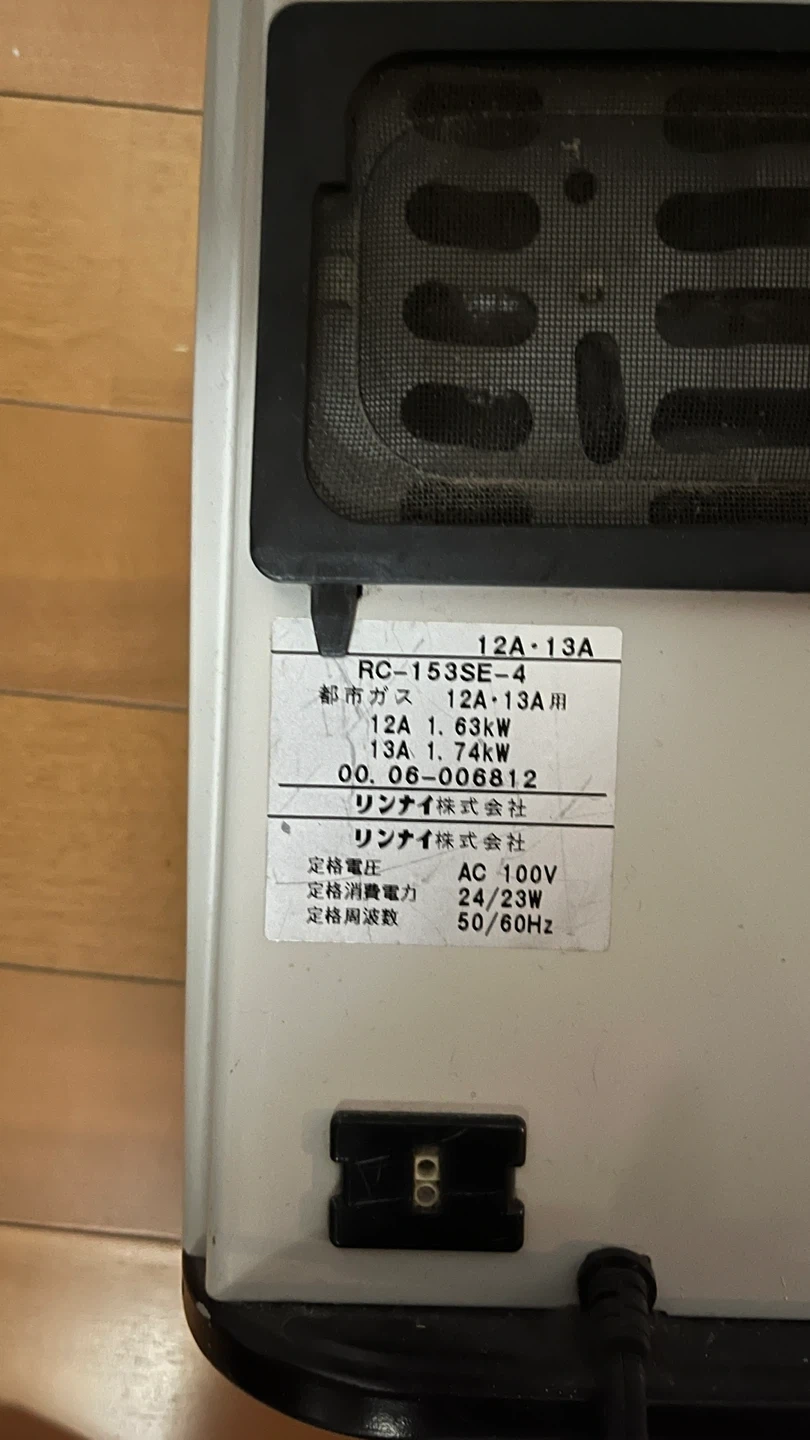 12A・13A
RC-153SE-4
都市ガス 12A・13A用
12A 1.63kW
13A 1.74kW
00.06-006812
リンナイ株式会社
リンナイ株式会社
定格電圧 AC 100V
定格消費電力 24/23W
定格周波数 50/60Hz